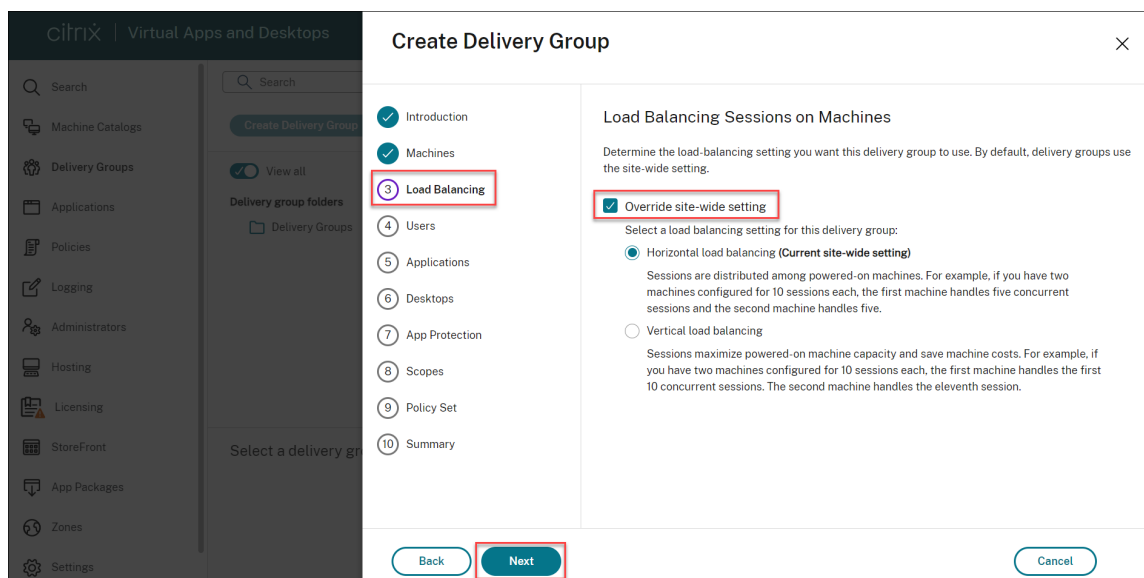 citrix | Virtual Apps and Desktops
Search
Machine Catalogs
Delivery Groups
Applications
Policies
Logging
Administrators
Hosting
Licensing
StoreFront
App Packages
Zones
Settings
Search
Create Delivery Group
View all
Delivery group folders
Delivery Groups
Select a delivery gr
Create Delivery Group
Introduction
Machines
3 Load Balancing
4 Users
5 Applications
6 Desktops
7 App Protection
8 Scopes
9 Policy Set
10 Summary
Load Balancing Sessions on Machines
Determine the load-balancing setting you want this delivery group to use. By default, delivery groups use
the site-wide setting.
Override site-wide setting
Select a load balancing setting for this delivery group:
Horizontal load balancing (Current site-wide setting)
Sessions are distributed among powered-on machines. For example, if you have two
machines configured for 10 sessions each, the first machine handles five concurrent
sessions and the second machine handles five.
Vertical load balancing
Sessions maximize powered-on machine capacity and save machine costs. For example, if
you have two machines configured for 10 sessions each, the first machine handles the first
10 concurrent sessions. The second machine handles the eleventh session.
Back
Next
Cancel